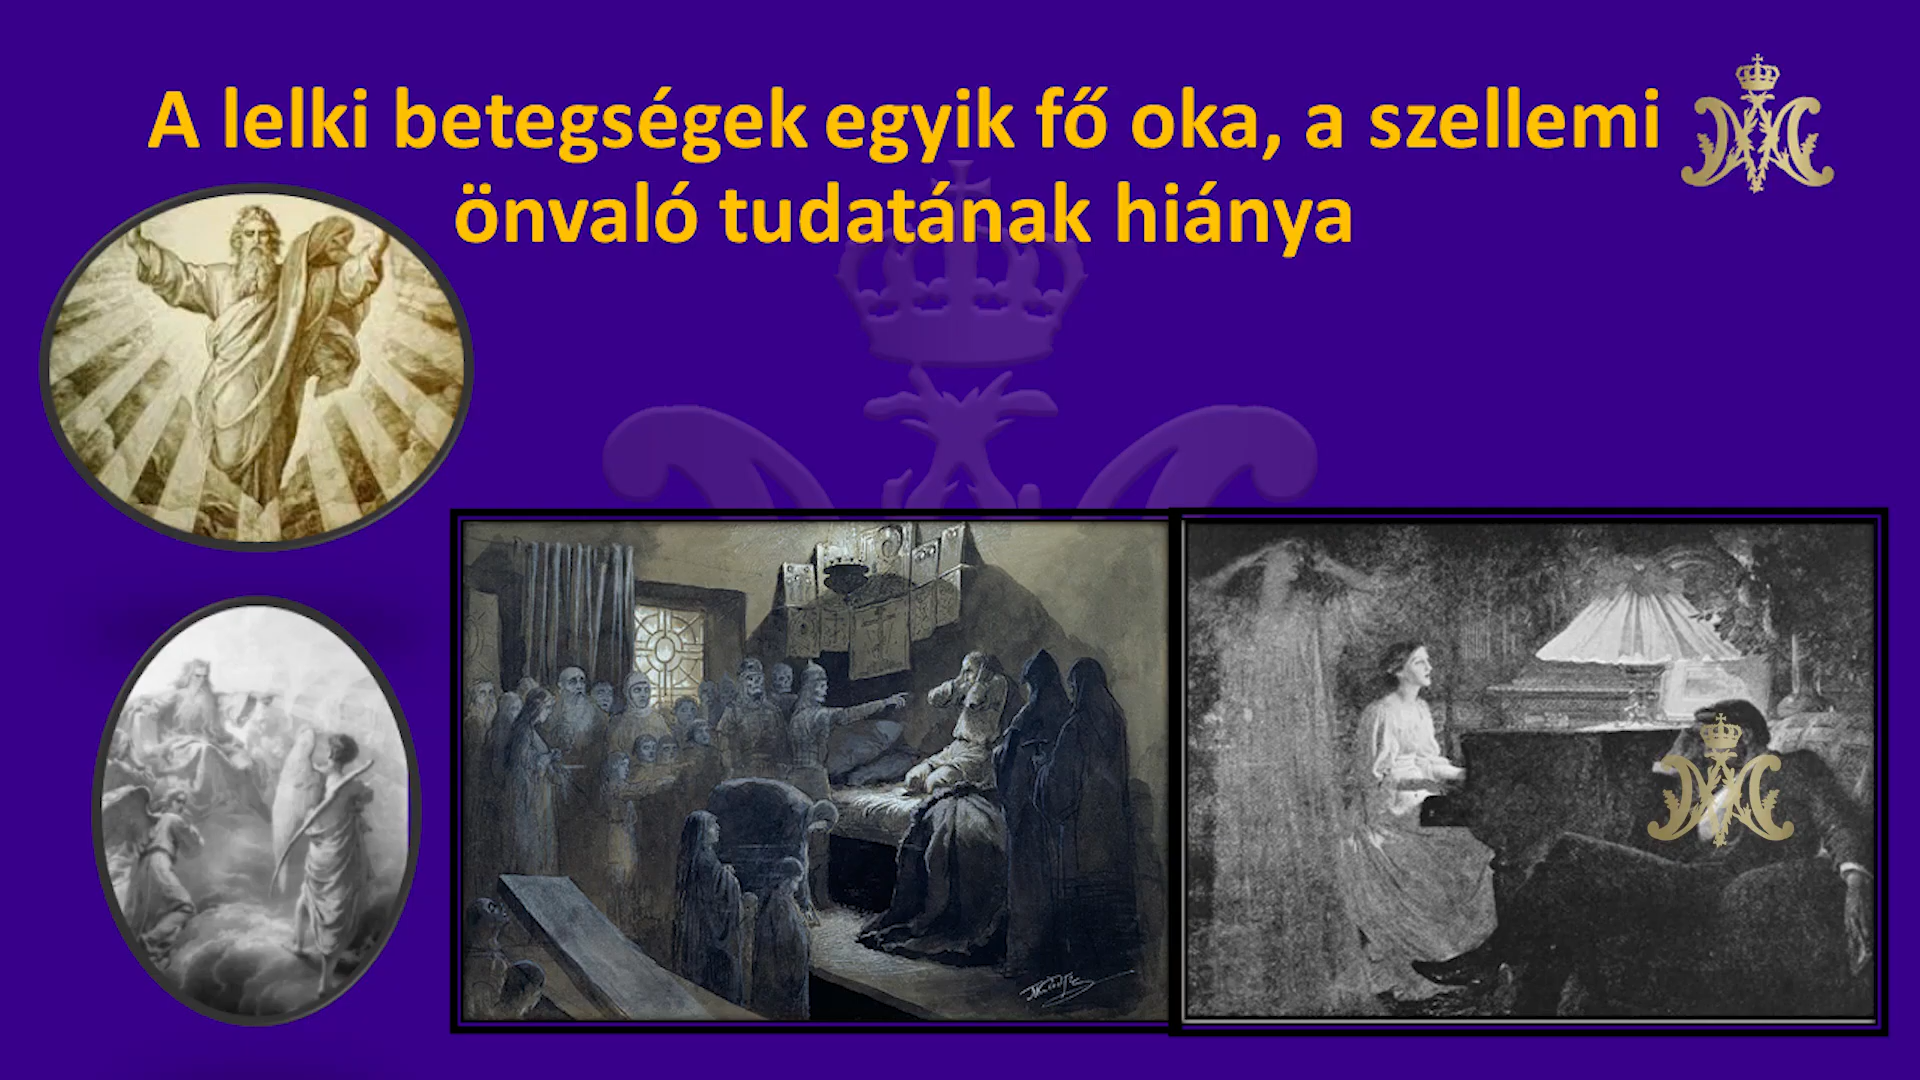 A lelki betegségek egyik fő oka, a szellemi
önvaló tudatának hiánya